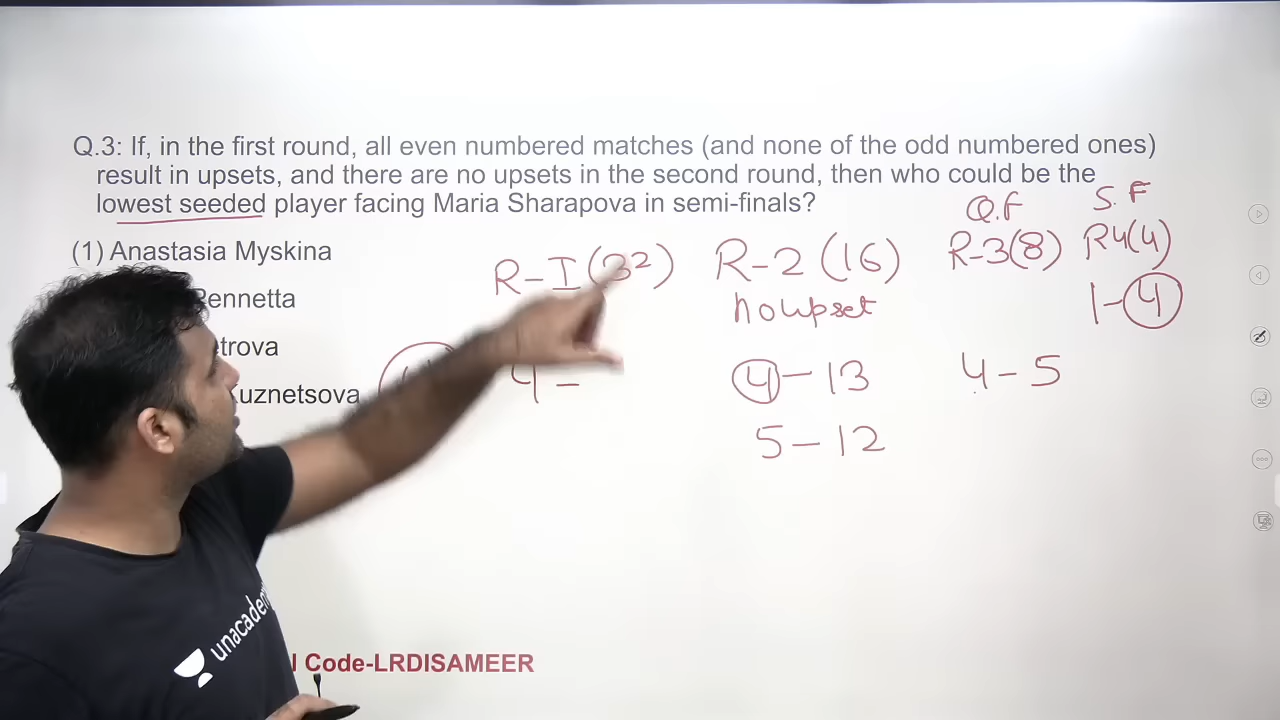 Q.3: If, in the first round, all even numbered matches (and none of the odd numbered ones)
result in upsets, and there are no upsets in the second round, then who could be the
lowest seeded player facing Maria Sharapova in semi-finals?
Q.F S.F
(1) Anastasia Myskina
R-I(32) R-2(16) R-3(8) R4(4)
Pennetta
no upset 1-4
trova
4- 4-13 4-5
Kuznetsova
5-12
unacademy
l Code-LRDISAMEER